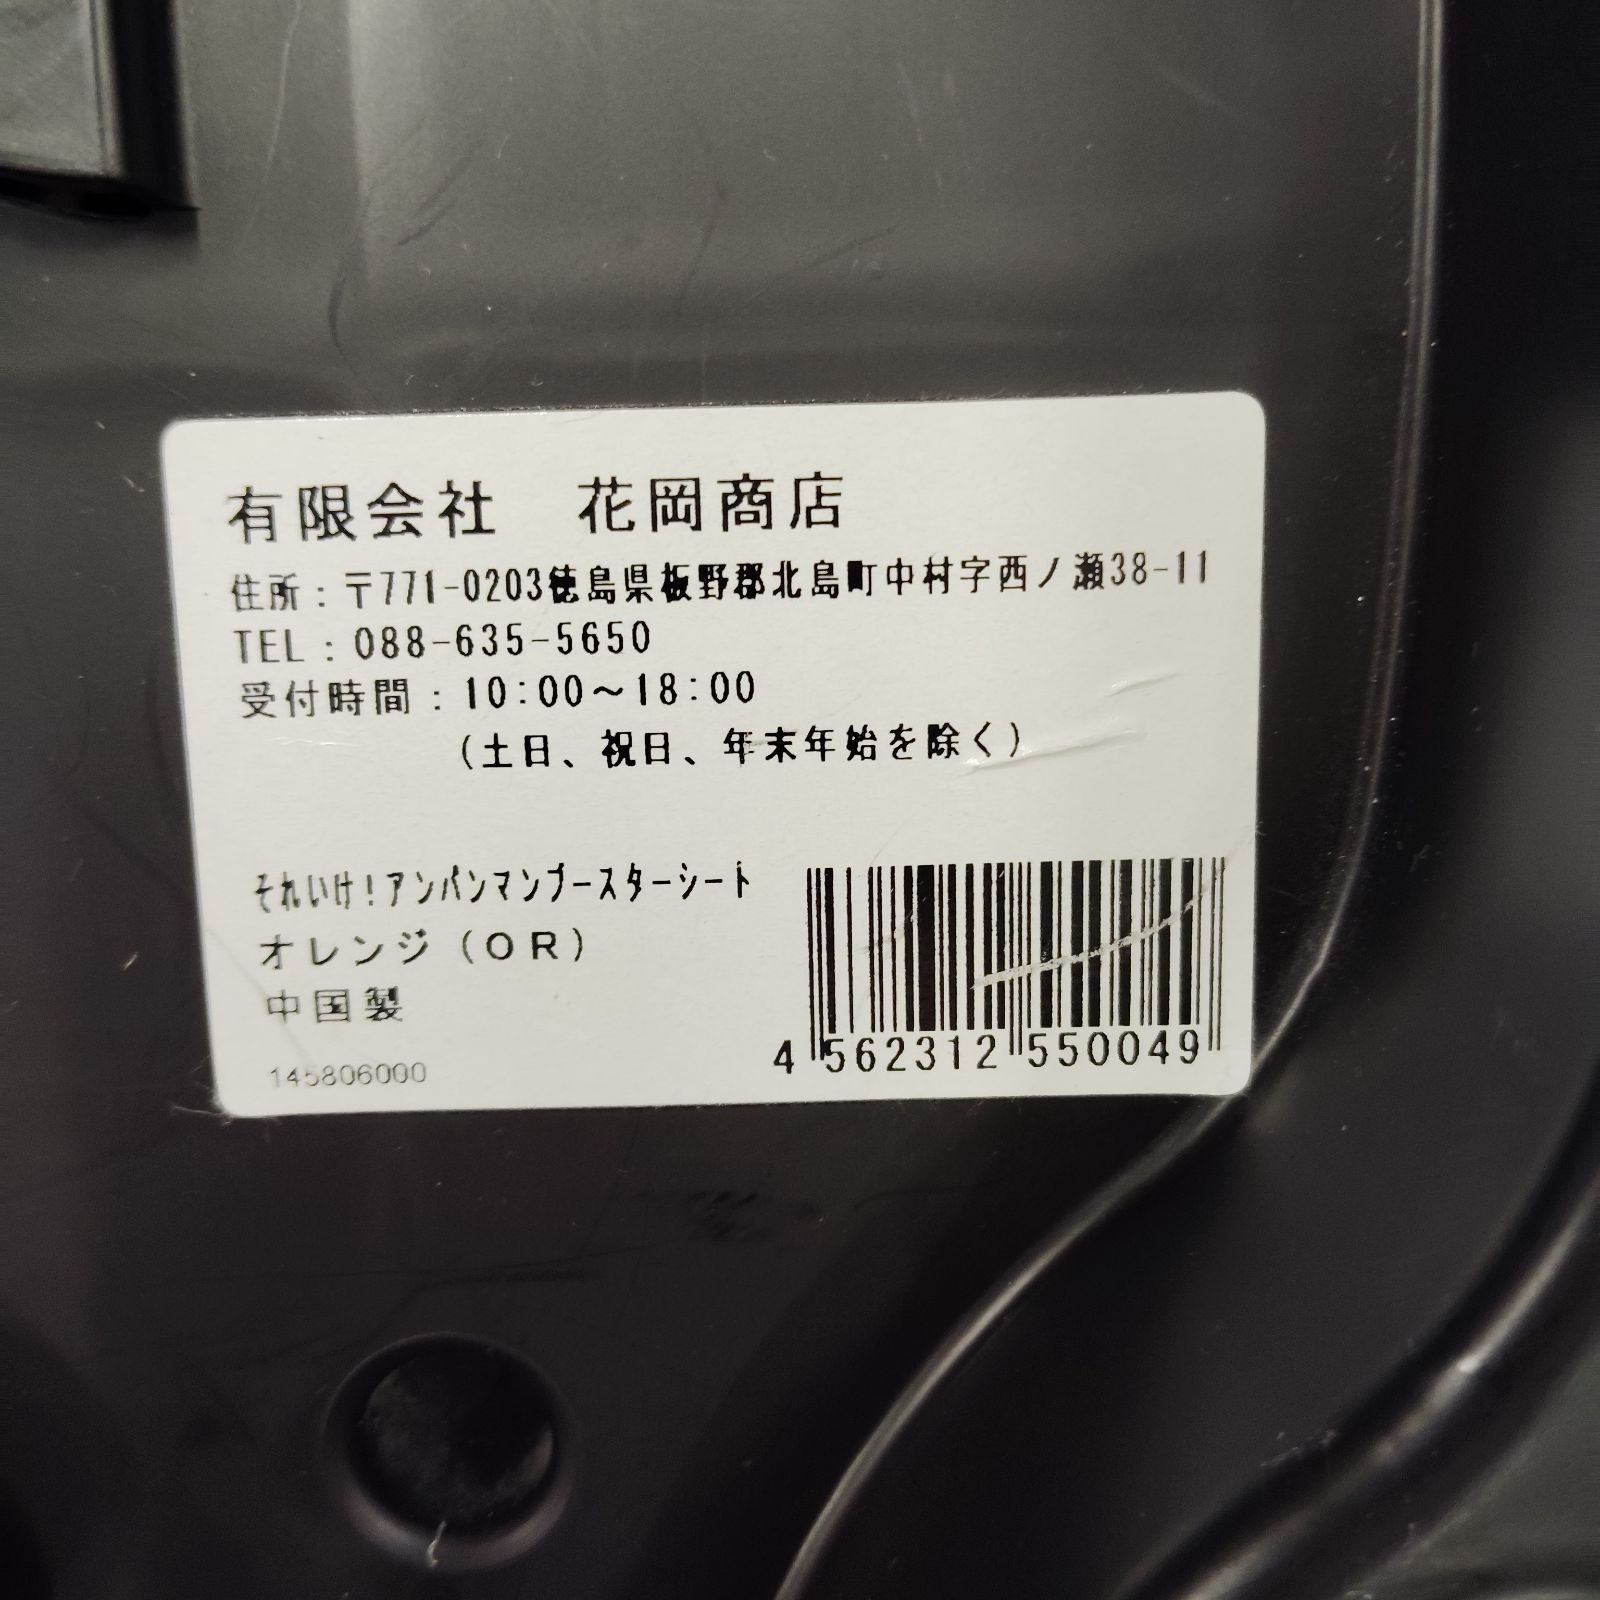 有限会社　花岡商店
住所：〒771-0203徳島県板野郡北島町中村字西ノ瀬38-11
TEL：088-635-5650
受付時間：10:00～18:00
（土日、祝日、年末年始を除く）
それいけ！アンパンマンブースターシート
オレンジ（ＯＲ）
中国製
145806000
4 562312 550049